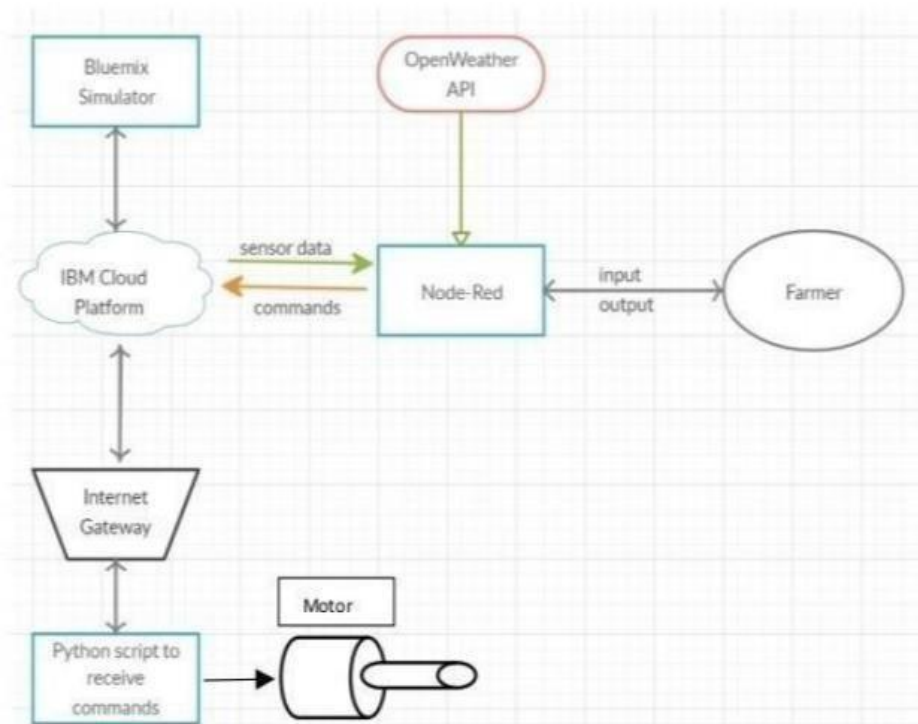 Bluemix
Simulator
OpenWeather
API
IBM Cloud
Platform
sensor data
commands
Node-Red
input
output
Farmer
Internet
Gateway
Motor
Python script to
receive
commands